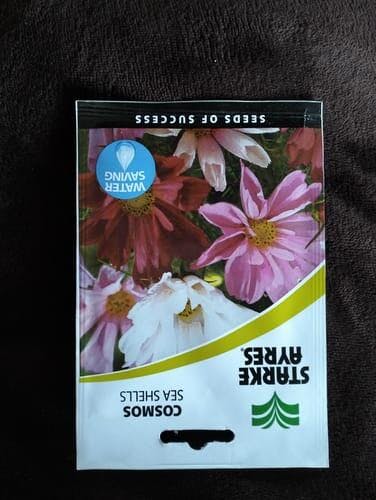 STARKE
AYRES®
COSMOS
SEA SHELLS
WATER
SAVING
SEEDS OF SUCCESS